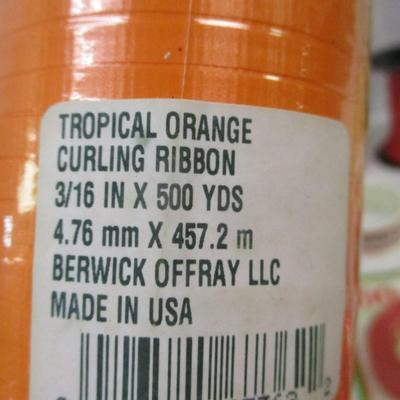 TROPICAL ORANGE
CURLING RIBBON
3/16 IN X 500 YDS
4.76 mm X 457.2 m
BERWICK OFFRAY LLC
MADE IN USA